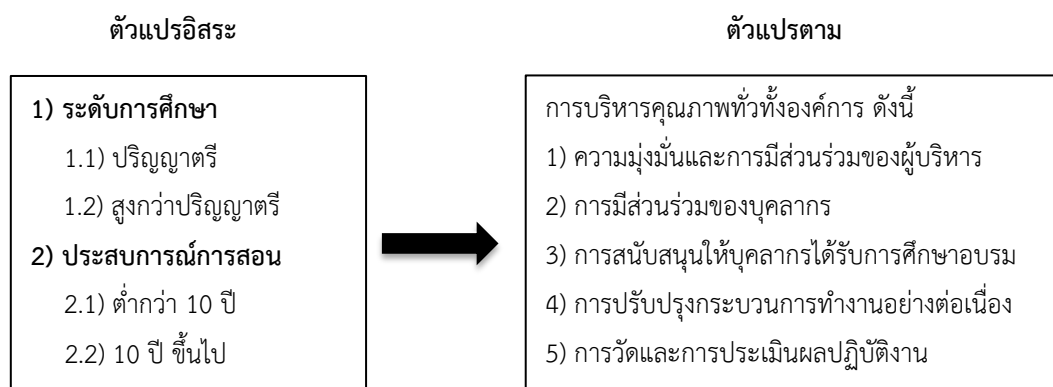 ตัวแปรอิสระ
1) ระดับการศึกษา
1.1) ปริญญาตรี
1.2) สูงกว่าปริญญาตรี
2) ประสบการณ์การสอน
2.1) ต่ำกว่า 10 ปี
2.2) 10 ปี ขึ้นไป
ตัวแปรตาม
การบริหารคุณภาพทั่วทั้งองค์การ ดังนี้
1) ความมุ่งมั่นและการมีส่วนร่วมของผู้บริหาร
2) การมีส่วนร่วมของบุคลากร
3) การสนับสนุนให้บุคลากรได้รับการศึกษาอบรม
4) การปรับปรุงกระบวนการทำงานอย่างต่อเนื่อง
5) การวัดและการประเมินผลปฏิบัติงาน